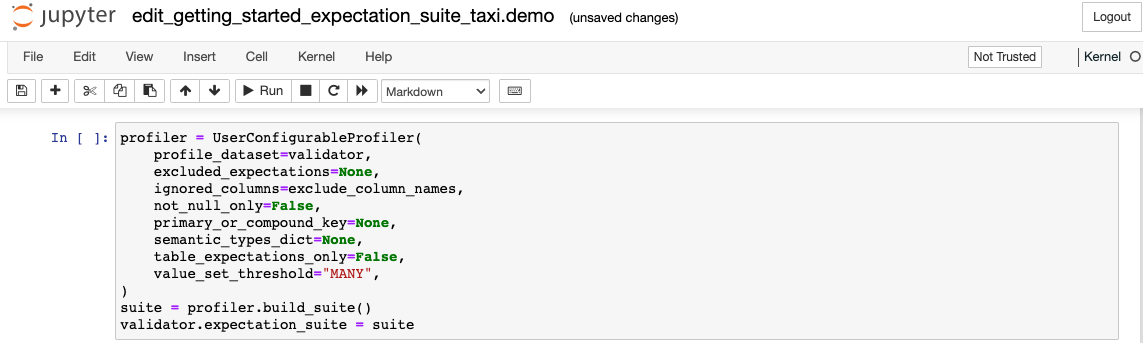 jupyter edit_getting_started_expectation_suite_taxi.demo (unsaved changes)
Logout
File Edit View Insert Cell Kernel Help Not Trusted Kernel
Run Markdown
In [ ]: profiler = UserConfigurableProfiler(
    profile_dataset=validator,
    excluded_expectations=None,
    ignored_columns=exclude_column_names,
    not_null_only=False,
    primary_or_compound_key=None,
    semantic_types_dict=None,
    table_expectations_only=False,
    value_set_threshold="MANY",
)
suite = profiler.build_suite()
validator.expectation_suite = suite